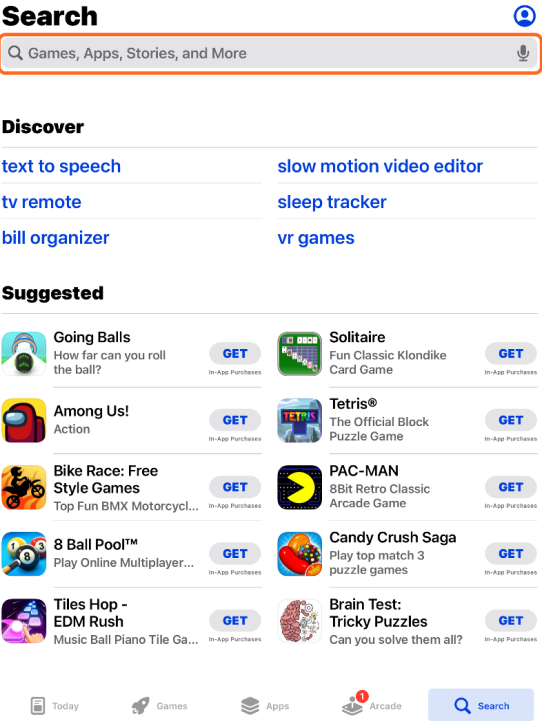 Search
Games, Apps, Stories, and More
Discover
text to speech
slow motion video editor
tv remote
sleep tracker
bill organizer
vr games
Suggested
Going Balls
How far can you roll
the ball?
GET
In-App Purchases
Solitaire
Fun Classic Klondike
Card Game
GET
In-App Purchases
Among Us!
Action
GET
In-App Purchases
TETRIS
Tetris®
The Official Block
Puzzle Game
GET
In-App Purchases
Bike Race: Free
Style Games
Top Fun BMX Motorcycl...
GET
In-App Purchases
PAC-MAN
8Bit Retro Classic
Arcade Game
GET
In-App Purchases
8 Ball Pool™
Play Online Multiplayer...
GET
In-App Purchases
Candy Crush Saga
Play top match 3
puzzle games
GET
In-App Purchases
Tiles Hop -
EDM Rush
Music Ball Piano Tile Ga...
GET
In-App Purchases
Brain Test:
Tricky Puzzles
Can you solve them all?
GET
In-App Purchases
Today
Games
Apps
1
Arcade
Search